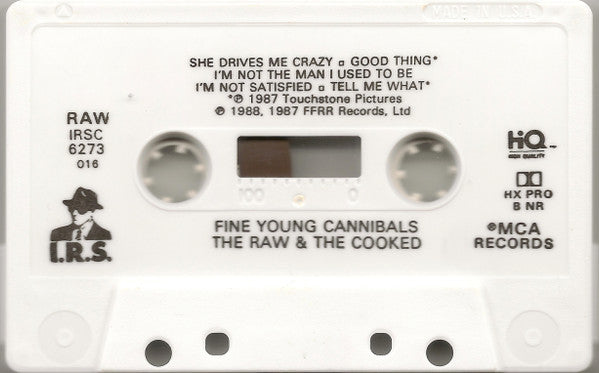 MADE IN U.S.A.
SHE DRIVES ME CRAZY ▫ GOOD THING*
I'M NOT THE MAN I USED TO BE
I'M NOT SATISFIED ▫ TELL ME WHAT*
*℗ 1987 Touchstone Pictures
℗ 1988, 1987 FFRR Records, Ltd
RAW
IRSC
6273
016
I.R.S.
HiQ™
HIGH QUALITY
HX PRO
B NR
®MCA
RECORDS
100 0
FINE YOUNG CANNIBALS
THE RAW & THE COOKED